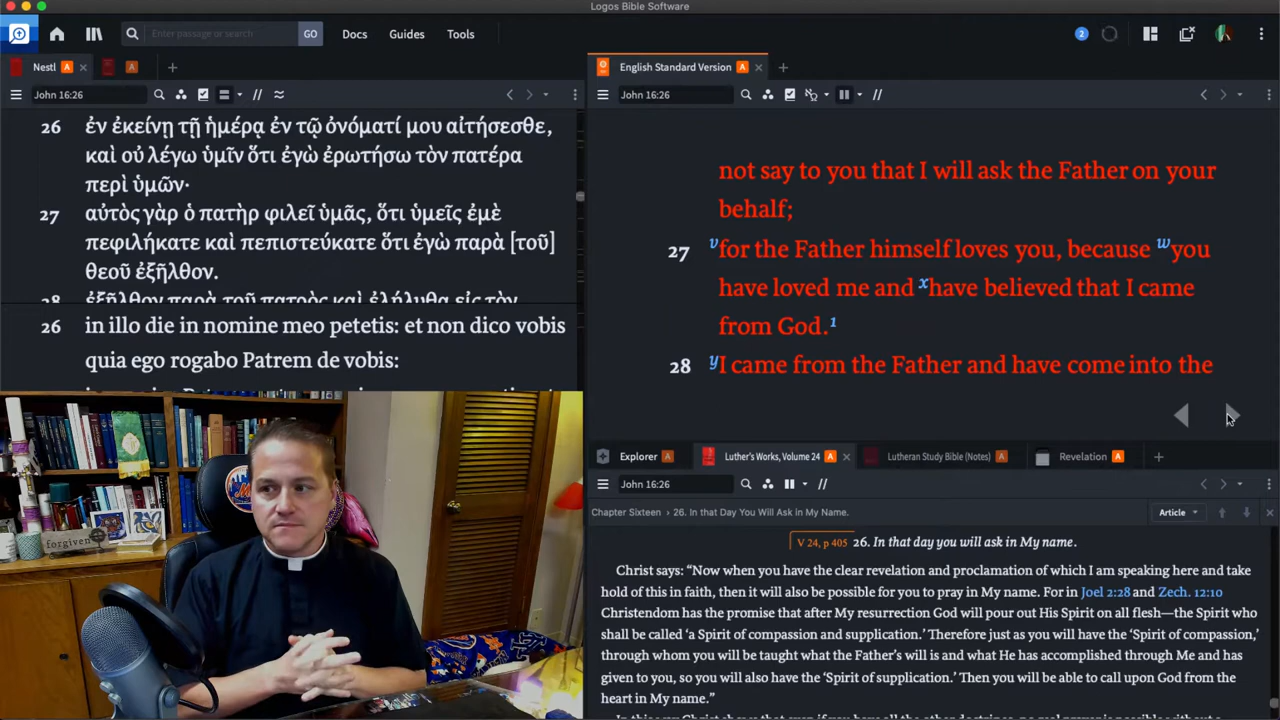 Logos Bible Software
Enter passage or search
GO
Docs
Guides
Tools
2
Nestl A
A
John 16:26
26 ἐν ἐκείνῃ τῇ ἡμέρᾳ ἐν τῷ ὀνόματί μου αἰτήσεσθε,
καὶ οὐ λέγω ὑμῖν ὅτι ἐγὼ ἐρωτήσω τὸν πατέρα
περὶ ὑμῶν·
27 αὐτὸς γὰρ ὁ πατὴρ φιλεῖ ὑμᾶς, ὅτι ὑμεῖς ἐμὲ
πεφιλήκατε καὶ πεπιστεύκατε ὅτι ἐγὼ παρὰ [τοῦ]
θεοῦ ἐξῆλθον.
28 ἐξῆλθον παρὰ τοῦ πατρὸς καὶ ἐλήλυθα εἰς τὸν
26 in illo die in nomine meo petetis: et non dico vobis
quia ego rogabo Patrem de vobis:
English Standard Version A
John 16:26
not say to you that I will ask the Father on your
behalf;
27 v for the Father himself loves you, because w you
have loved me and x have believed that I came
from God. 1
28 y I came from the Father and have come into the
Explorer A
Luther's Works, Volume 24 A
Lutheran Study Bible (Notes) A
Revelation A
John 16:26
Chapter Sixteen > 26. In that Day You Will Ask in My Name.
Article
V 24, p 405 26. In that day you will ask in My name.
Christ says: “Now when you have the clear revelation and proclamation of which I am speaking here and take
hold of this in faith, then it will also be possible for you to pray in My name. For in Joel 2:28 and Zech. 12:10
Christendom has the promise that after My resurrection God will pour out His Spirit on all flesh—the Spirit who
shall be called ‘a Spirit of compassion and supplication.’ Therefore just as you will have the ‘Spirit of compassion,’
through whom you will be taught what the Father’s will is and what He has accomplished through Me and has
given to you, so you will also have the ‘Spirit of supplication.’ Then you will be able to call upon God from the
heart in My name.”
forgiven
Mets